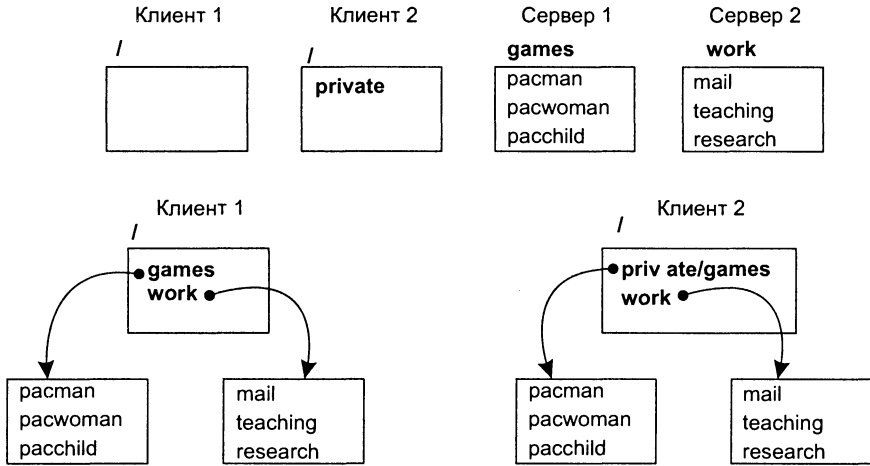 Клиент 1
Клиент 2
Сервер 1
Сервер 2
/
/
games
work
private
pacman
pacwoman
pacchild
mail
teaching
research
Клиент 1
Клиент 2
/
/
games
work
priv ate/games
work
pacman
pacwoman
pacchild
mail
teaching
research
pacman
pacwoman
pacchild
mail
teaching
research